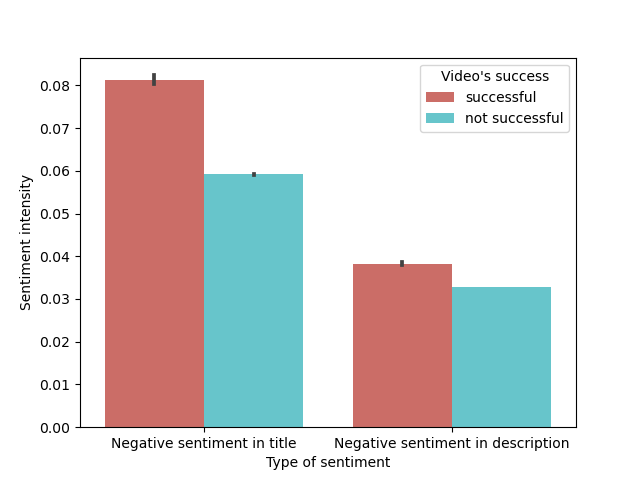 Video's success
successful
not successful
0.08
0.07
0.06
0.05
0.04
0.03
0.02
0.01
0.00
Sentiment intensity
Negative sentiment in title
Negative sentiment in description
Type of sentiment